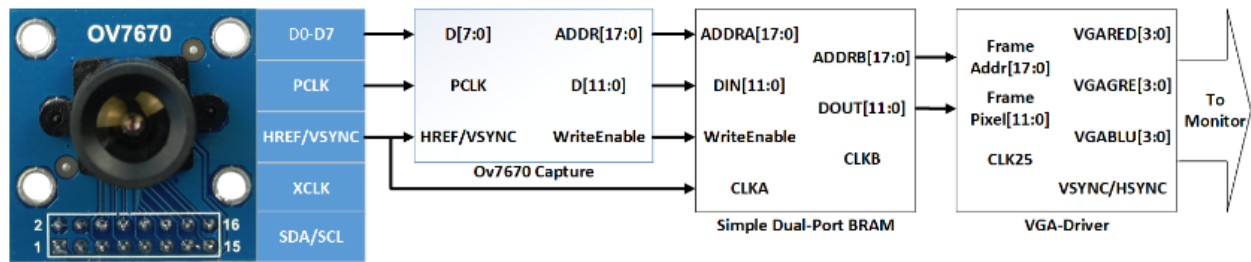 OV7670
2
16
1
15
D0-D7
PCLK
HREF/VSYNC
XCLK
SDA/SCL
D[7:0]
ADDR[17:0]
PCLK
D[11:0]
HREF/VSYNC
WriteEnable
Ov7670 Capture
ADDRA[17:0]
ADDRB[17:0]
DIN[11:0]
DOUT[11:0]
WriteEnable
CLKB
CLKA
Simple Dual-Port BRAM
Frame
Addr[17:0]
Frame
Pixel[11:0]
CLK25
VGARED[3:0]
VGAGRE[3:0]
VGABLU[3:0]
VSYNC/HSYNC
VGA-Driver
To
Monitor